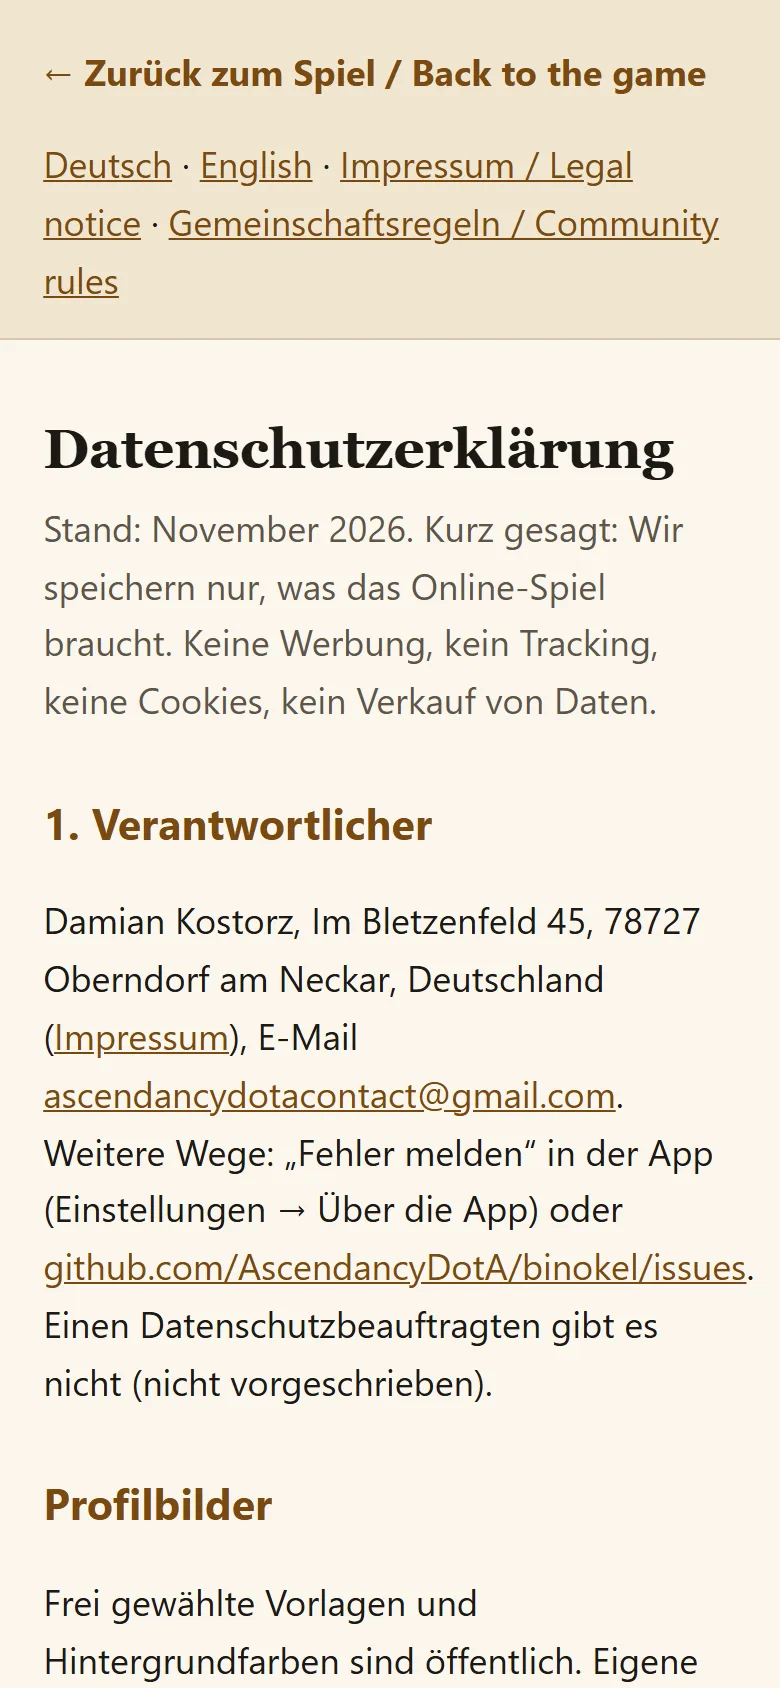 ← Zurück zum Spiel / Back to the game
Deutsch · English · Impressum / Legal
notice · Gemeinschaftsregeln / Community
rules
Datenschutzerklärung
Stand: November 2026. Kurz gesagt: Wir
speichern nur, was das Online-Spiel
braucht. Keine Werbung, kein Tracking,
keine Cookies, kein Verkauf von Daten.
1. Verantwortlicher
Damian Kostorz, Im Bletzenfeld 45, 78727
Oberndorf am Neckar, Deutschland
(Impressum), E-Mail
ascendancydotacontact@gmail.com.
Weitere Wege: „Fehler melden“ in der App
(Einstellungen → Über die App) oder
github.com/AscendancyDotA/binokel/issues.
Einen Datenschutzbeauftragten gibt es
nicht (nicht vorgeschrieben).
Profilbilder
Frei gewählte Vorlagen und
Hintergrundfarben sind öffentlich. Eigene